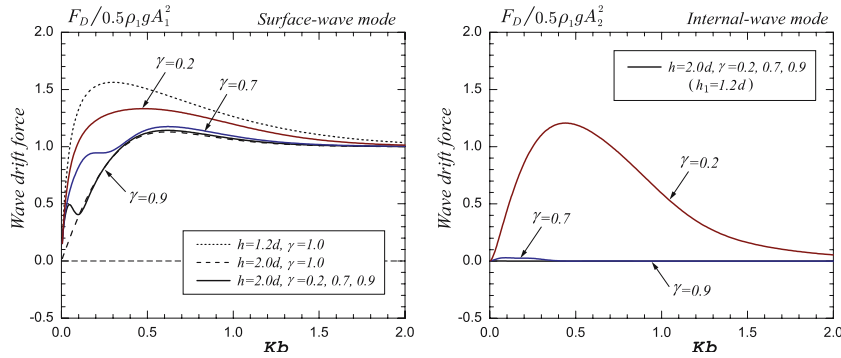 F_D/0.5ρ₁gA₁² Surface-wave mode
2.0
1.5
1.0
0.5
0.0
-0.5
Wave drift force
γ=0.2
γ=0.7
γ=0.9
h=1.2d, γ=1.0
h=2.0d, γ=1.0
h=2.0d, γ=0.2, 0.7, 0.9
0.0 0.5 1.0 1.5 2.0
Kb
F_D/0.5ρ₁gA₂² Internal-wave mode
2.0
1.5
1.0
0.5
0.0
-0.5
Wave drift force
h=2.0d, γ=0.2, 0.7, 0.9
(h₁=1.2d)
γ=0.2
γ=0.7
γ=0.9
0.0 0.5 1.0 1.5 2.0
Kb